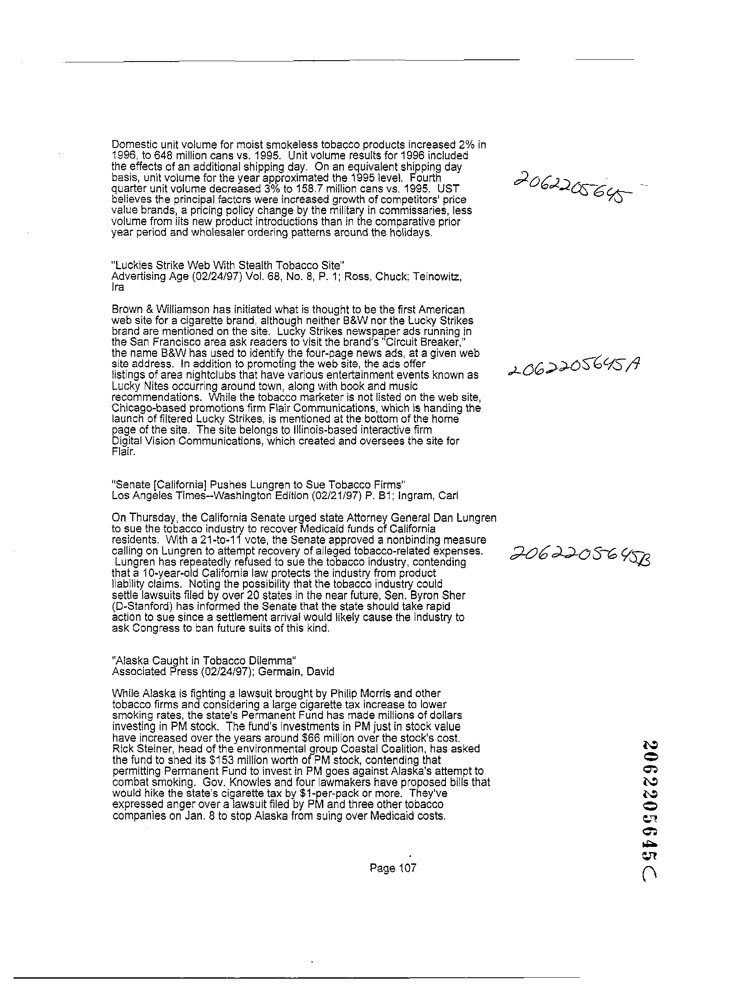 Domestic unit volume for moist smokeless tobacco products increased 2% in
1996, to 648 million cans vs. 1995. Unit volume results for 1996 included
the effects of an additional shipping day. On an equivalent shipping day
basis, unit volume for the year approximated the 1995 level. Fourth
quarter unit volume decreased 3% to 158.7 million cans vs. 1995. UST
believes the principal factors were increased growth of competitors' price
value brands, a pricing policy change by the military in commissaries, less
volume from iits new product introductions than in the comparative prior
year period and wholesaler ordering patterns around the holidays.
2062205645
"Luckies Strike Web With Stealth Tobacco Site"
Advertising Age (02/24/97) Vol. 68, No. 8, P. 1; Ross, Chuck; Teinowitz,
Ira
Brown & Williamson has initiated what is thought to be the first American
web site for a cigarette brand, although neither B&W nor the Lucky Strikes
brand are mentioned on the site. Lucky Strikes newspaper ads running in
the San Francisco area ask readers to visit the brand's "Circuit Breaker,"
the name B&W has used to identify the four-page news ads, at a given web
site address. In addition to promoting the web site, the ads offer
listings of area nightclubs that have various entertainment events known as
Lucky Nites occurring around town, along with book and music
recommendations. While the tobacco marketer is not listed on the web site,
Chicago-based promotions firm Flair Communications, which is handing the
launch of filtered Lucky Strikes, is mentioned at the bottom of the home
page of the site. The site belongs to Illinois-based interactive firm
Digital Vision Communications, which created and oversees the site for
Flair.
2062205645A
"Senate [California] Pushes Lungren to Sue Tobacco Firms"
Los Angeles Times--Washington Edition (02/21/97) P. B1; Ingram, Carl
On Thursday, the California Senate urged state Attorney General Dan Lungren
to sue the tobacco industry to recover Medicaid funds of California
residents. With a 21-to-11 vote, the Senate approved a nonbinding measure
calling on Lungren to attempt recovery of alleged tobacco-related expenses.
Lungren has repeatedly refused to sue the tobacco industry, contending
that a 10-year-old California law protects the industry from product
liability claims. Noting the possibility that the tobacco industry could
settle lawsuits filed by over 20 states in the near future, Sen. Byron Sher
(D-Stanford) has informed the Senate that the state should take rapid
action to sue since a settlement arrival would likely cause the industry to
ask Congress to ban future suits of this kind.
2062205645B
"Alaska Caught in Tobacco Dilemma"
Associated Press (02/24/97); Germain, David
While Alaska is fighting a lawsuit brought by Philip Morris and other
tobacco firms and considering a large cigarette tax increase to lower
smoking rates, the state's Permanent Fund has made millions of dollars
investing in PM stock. The fund's investments in PM just in stock value
have increased over the years around $66 million over the stock's cost.
Rick Steiner, head of the environmental group Coastal Coalition, has asked
the fund to shed its $153 million worth of PM stock, contending that
permitting Permanent Fund to invest in PM goes against Alaska's attempt to
combat smoking. Gov. Knowles and four lawmakers have proposed bills that
would hike the state's cigarette tax by $1-per-pack or more. They've
expressed anger over a lawsuit filed by PM and three other tobacco
companies on Jan. 8 to stop Alaska from suing over Medicaid costs.
2062205645C
Page 107